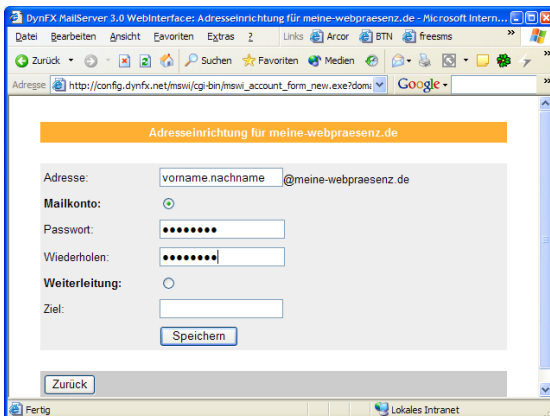 DynFX MailServer 3.0 WebInterface: Adresseinrichtung für meine-webpraesenz.de - Microsoft Intern...
Datei Bearbeiten Ansicht Favoriten Extras ? Links Arcor BTN freesms »
Zurück Suchen Favoriten Medien »
Adresse http://config.dynfx.net/mswi/cgi-bin/mswi_account_form_new.exe?doma Google »
Adresseinrichtung für meine-webpraesenz.de
Adresse: vorname.nachname @meine-webpraesenz.de
Mailkonto:
Passwort: ••••••••
Wiederholen: ••••••••
Weiterleitung:
Ziel:
Speichern
Zurück
Fertig Lokales Intranet